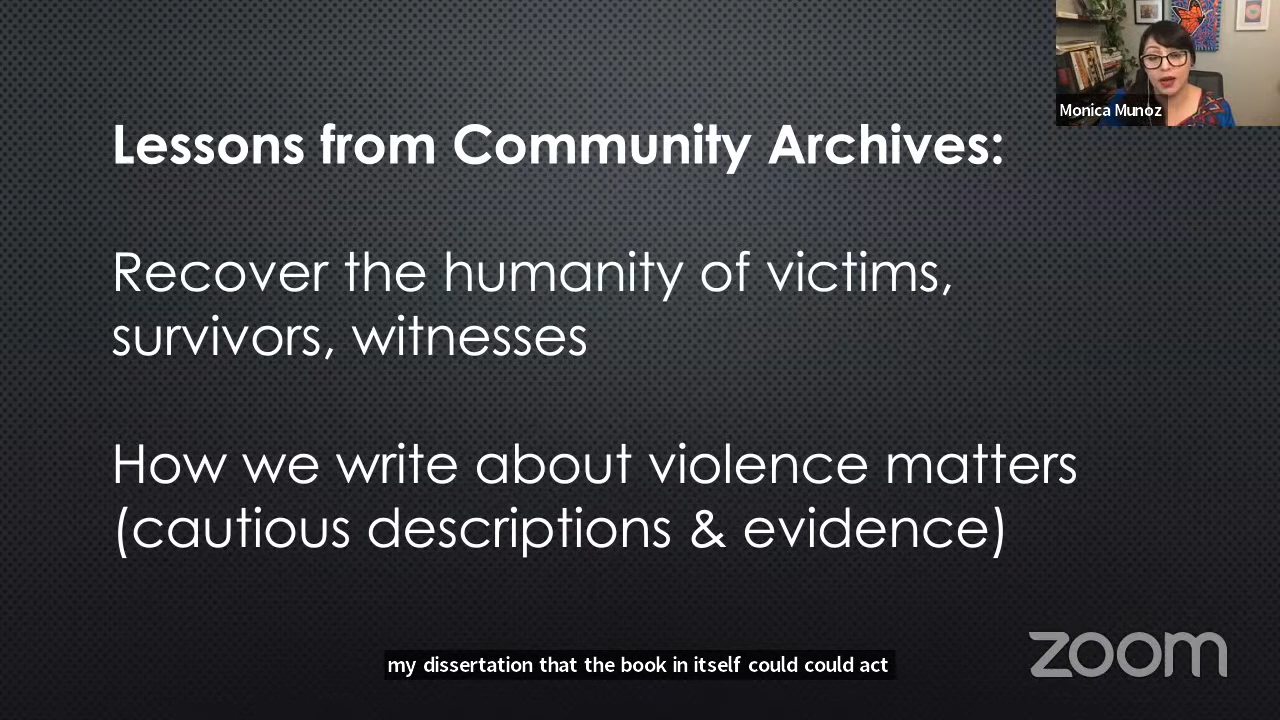 Monica Munoz
Lessons from Community Archives:
Recover the humanity of victims,
survivors, witnesses
How we write about violence matters
(cautious descriptions & evidence)
zoom
my dissertation that the book in itself could could act